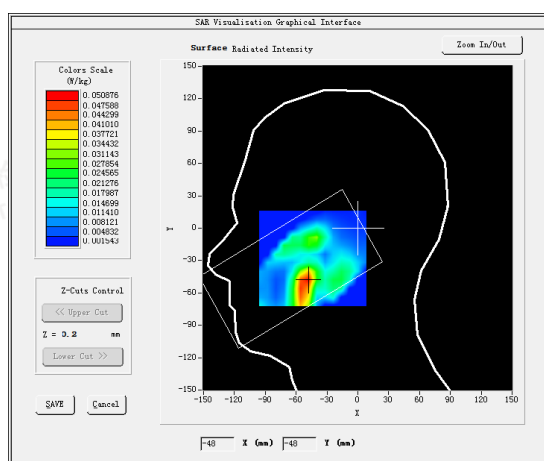 SAR Visualisation Graphical Interface
Surface Radiated Intensity
Zoom In/Out
Colors Scale
(W/kg)
0.050876
0.047588
0.044299
0.041010
0.037721
0.034432
0.031143
0.027854
0.024565
0.021276
0.017987
0.014699
0.011410
0.008121
0.004832
0.001543
150
120
90
60
30
Y
0
-30
-60
-90
-120
-150
-150 -120 -90 -60 -30 0 30 60 90 120 150
X
Z-Cuts Control
<< Upper Cut
Z = 0.2 mm
Lower Cut >>
SAVE Cancel
-48 X (mm) -48 Y (mm)